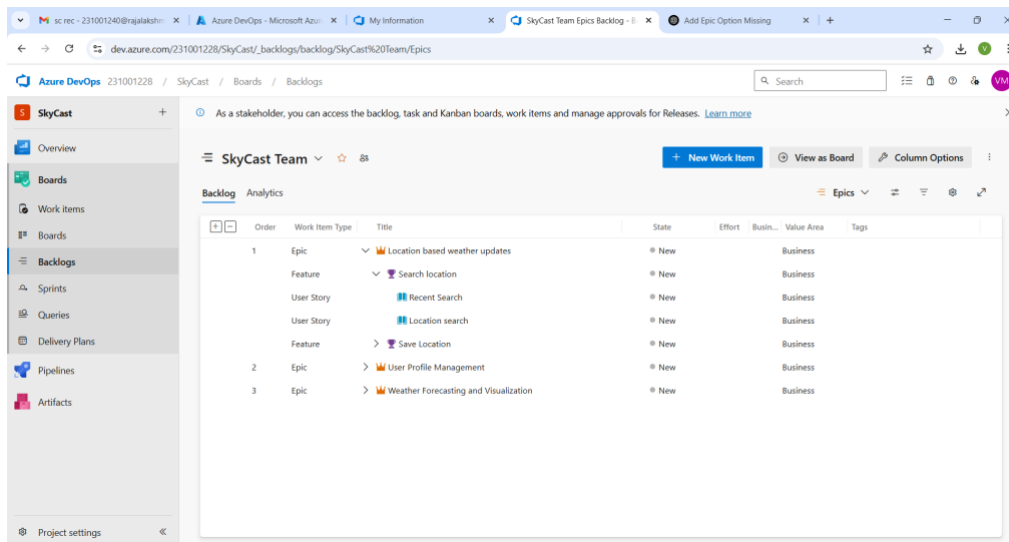 sc rec - 231001240@rajalakshm
Azure DevOps - Microsoft Azur
My Information
SkyCast Team Epics Backlog - B
Add Epic Option Missing
dev.azure.com/231001228/SkyCast/_backlogs/backlog/SkyCast%20Team/Epics
V
Azure DevOps 231001228 / SkyCast / Boards / Backlogs
Search
VM
S SkyCast
As a stakeholder, you can access the backlog, task and Kanban boards, work items and manage approvals for Releases. Learn more
Overview
SkyCast Team
+ New Work Item
View as Board
Column Options
Boards
Backlog Analytics
Epics
Work items
Boards
Backlogs
Sprints
Queries
Delivery Plans
Pipelines
Artifacts
Order Work Item Type Title State Effort Busin... Value Area Tags
1 Epic Location based weather updates New Business
Feature Search location New Business
User Story Recent Search New Business
User Story Location search New Business
Feature Save Location New Business
2 Epic User Profile Management New Business
3 Epic Weather Forecasting and Visualization New Business
Project settings